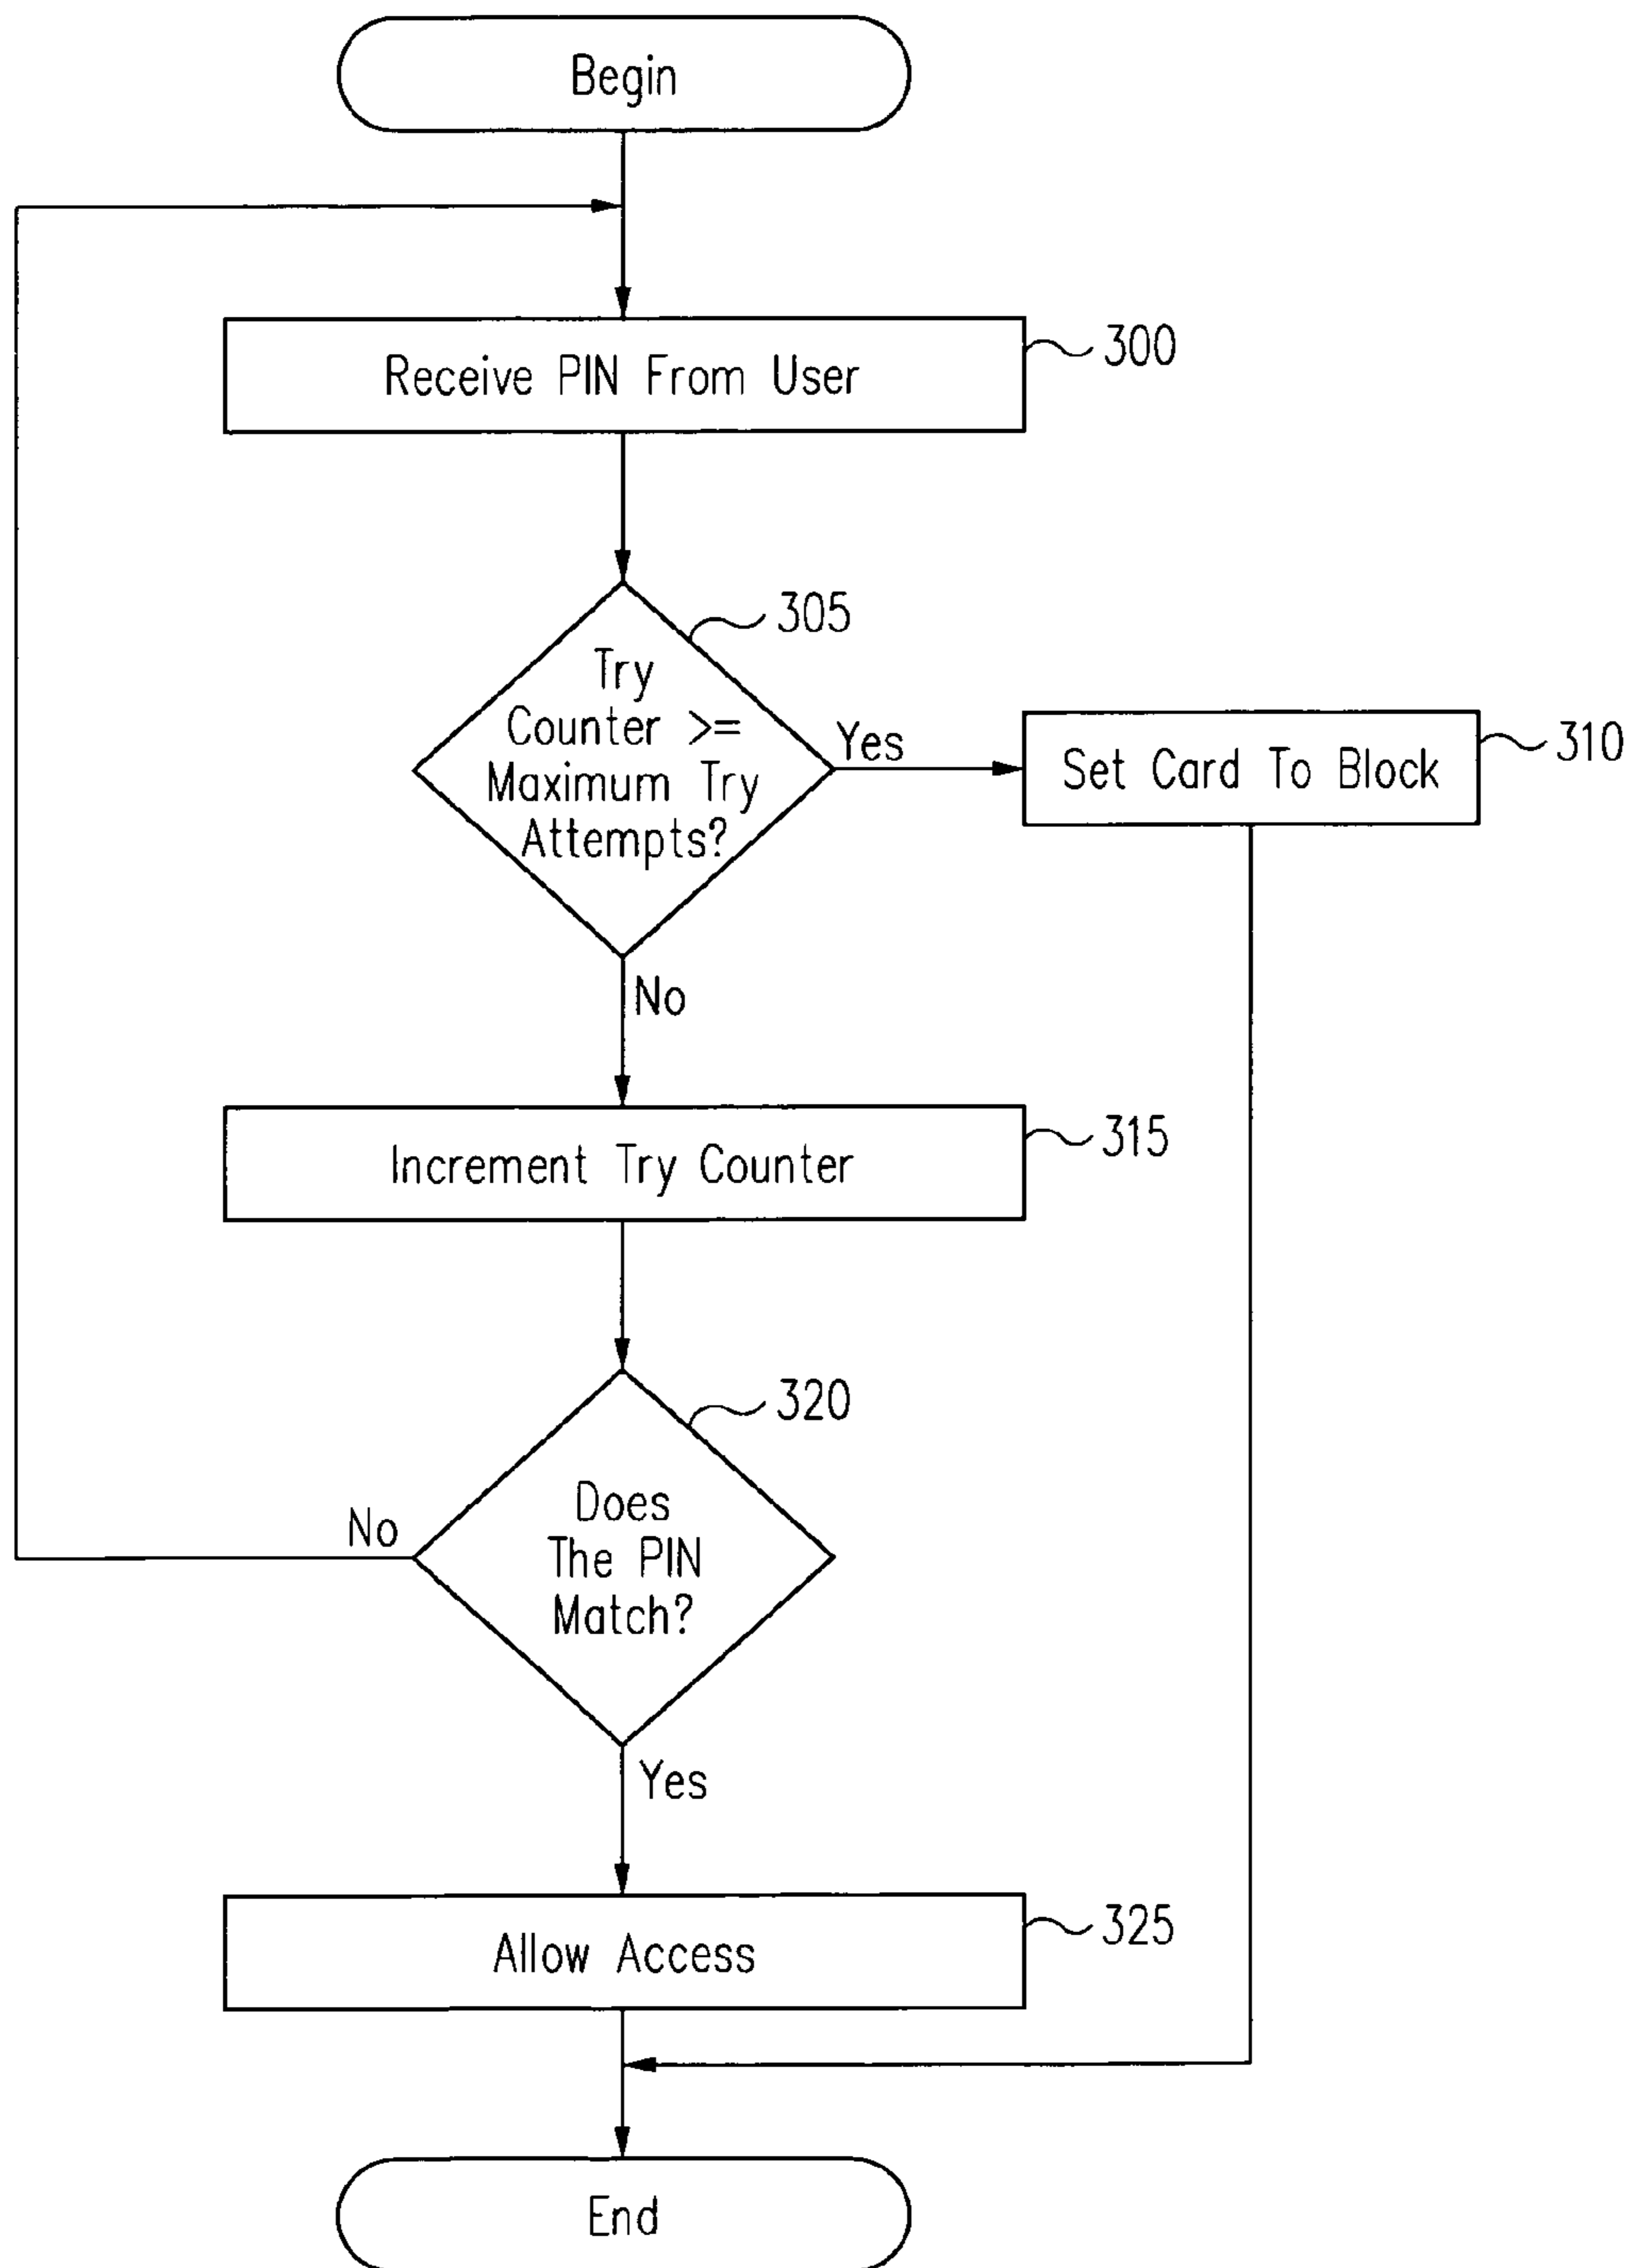 Begin
Receive PIN From User
300
305
Try
Counter >=
Maximum Try
Attempts?
Yes
Set Card To Block
310
No
Increment Try Counter
315
320
Does
The PIN
Match?
No
Yes
Allow Access
325
End